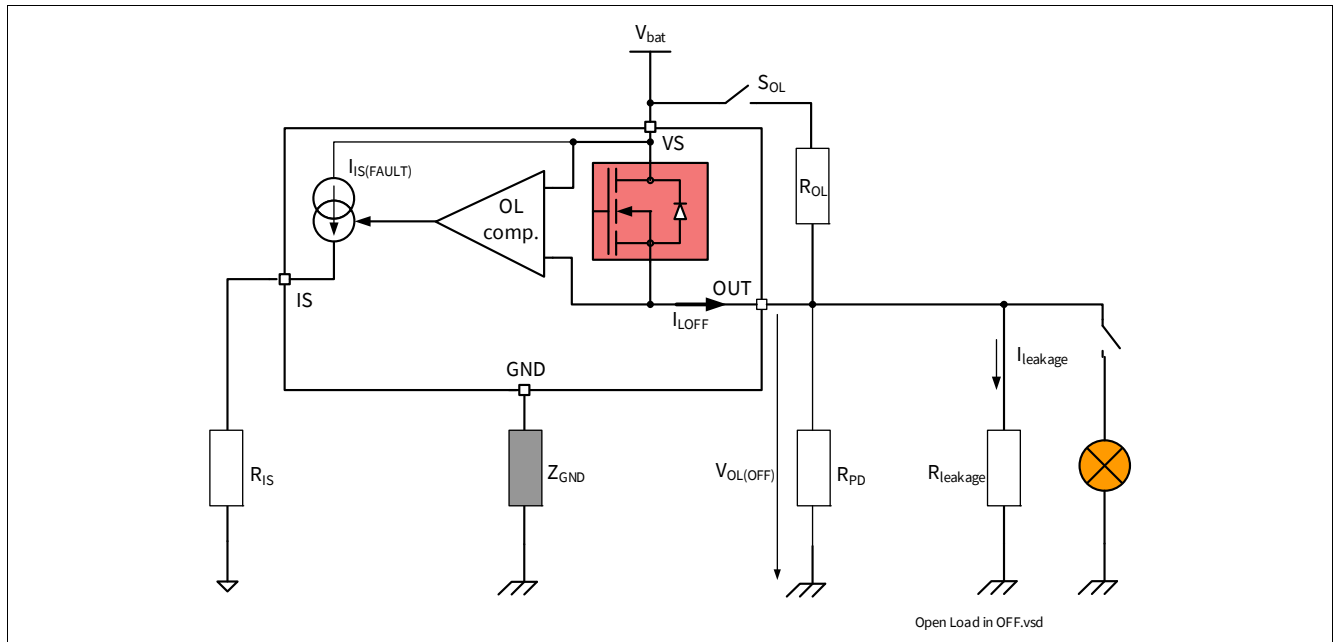 Vbat
SOL
VS
IIS(FAULT)
ROL
OL
comp.
OUT
IS
ILOFF
GND
Ileakage
RIS
ZGND
VOL(OFF)
RPD
Rleakage
Open Load in OFF.vsd